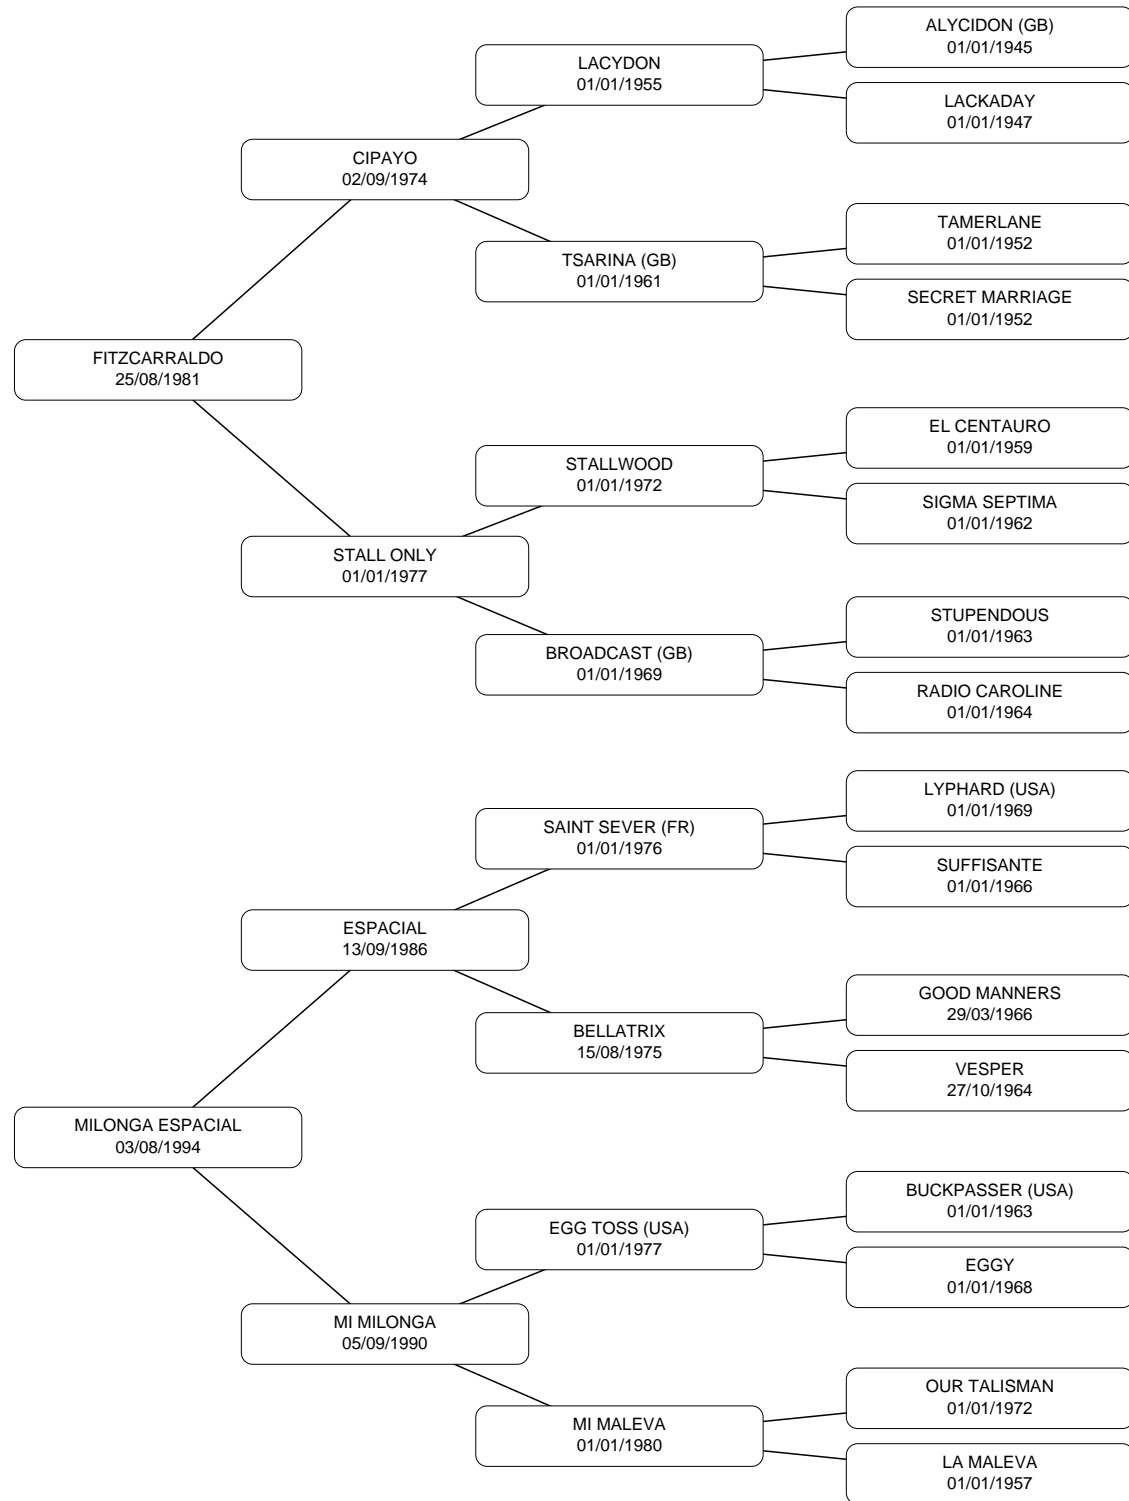 ALYCIDON (GB)
01/01/1945
LACYDON
01/01/1955
LACKADAY
01/01/1947
CIPAYO
02/09/1974
TAMERLANE
01/01/1952
TSARINA (GB)
01/01/1961
SECRET MARRIAGE
01/01/1952
FITZCARRALDO
25/08/1981
EL CENTAURO
01/01/1959
STALLWOOD
01/01/1972
SIGMA SEPTIMA
01/01/1962
STALL ONLY
01/01/1977
STUPENDOUS
01/01/1963
BROADCAST (GB)
01/01/1969
RADIO CAROLINE
01/01/1964
LYPHARD (USA)
01/01/1969
SAINT SEVER (FR)
01/01/1976
SUFFISANTE
01/01/1966
ESPACIAL
13/09/1986
GOOD MANNERS
29/03/1966
BELLATRIX
15/08/1975
VESPER
27/10/1964
MILONGA ESPACIAL
03/08/1994
BUCKPASSER (USA)
01/01/1963
EGG TOSS (USA)
01/01/1977
EGGY
01/01/1968
MI MILONGA
05/09/1990
OUR TALISMAN
01/01/1972
MI MALEVA
01/01/1980
LA MALEVA
01/01/1957